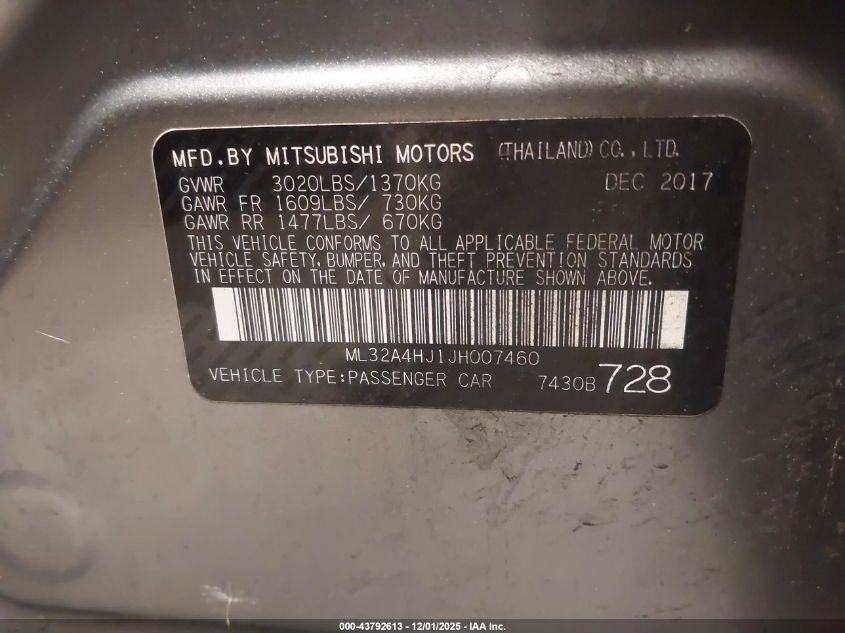 MFD.BY MITSUBISHI MOTORS (THAILAND) CO., LTD.
GVWR 3020LBS/1370KG DEC 2017
GAWR FR 1609LBS/ 730KG
GAWR RR 1477LBS/ 670KG
THIS VEHICLE CONFORMS TO ALL APPLICABLE FEDERAL MOTOR
VEHICLE SAFETY, BUMPER, AND THEFT PREVENTION STANDARDS
IN EFFECT ON THE DATE OF MANUFACTURE SHOWN ABOVE.
ML32A4HJ1JH007460
VEHICLE TYPE:PASSENGER CAR 7430B 728
000-43792613 - 12/01/2025 - IAA Inc.